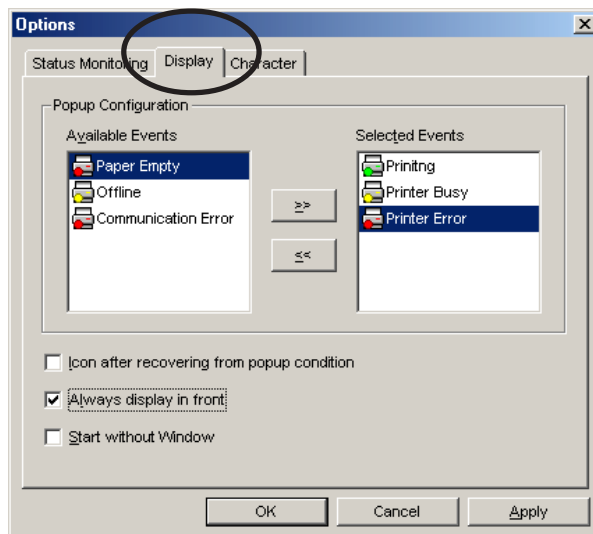 Options
Status Monitoring Display Character
Popup Configuration
Available Events Selected Events
Paper Empty Prinitng
Offline Printer Busy
Communication Error Printer Error
>>
<<
Icon after recovering from popup condition
Always display in front
Start without Window
OK Cancel Apply